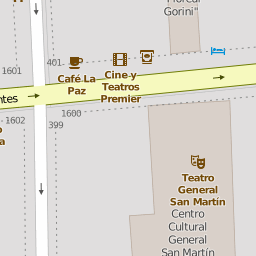 Gorini"
401
1601
Café La
Paz
Cine y
Teatros
Premier
ntes
1602
399
1600
a
Teatro
General
San Martín
Centro
Cultural
General
San Martín